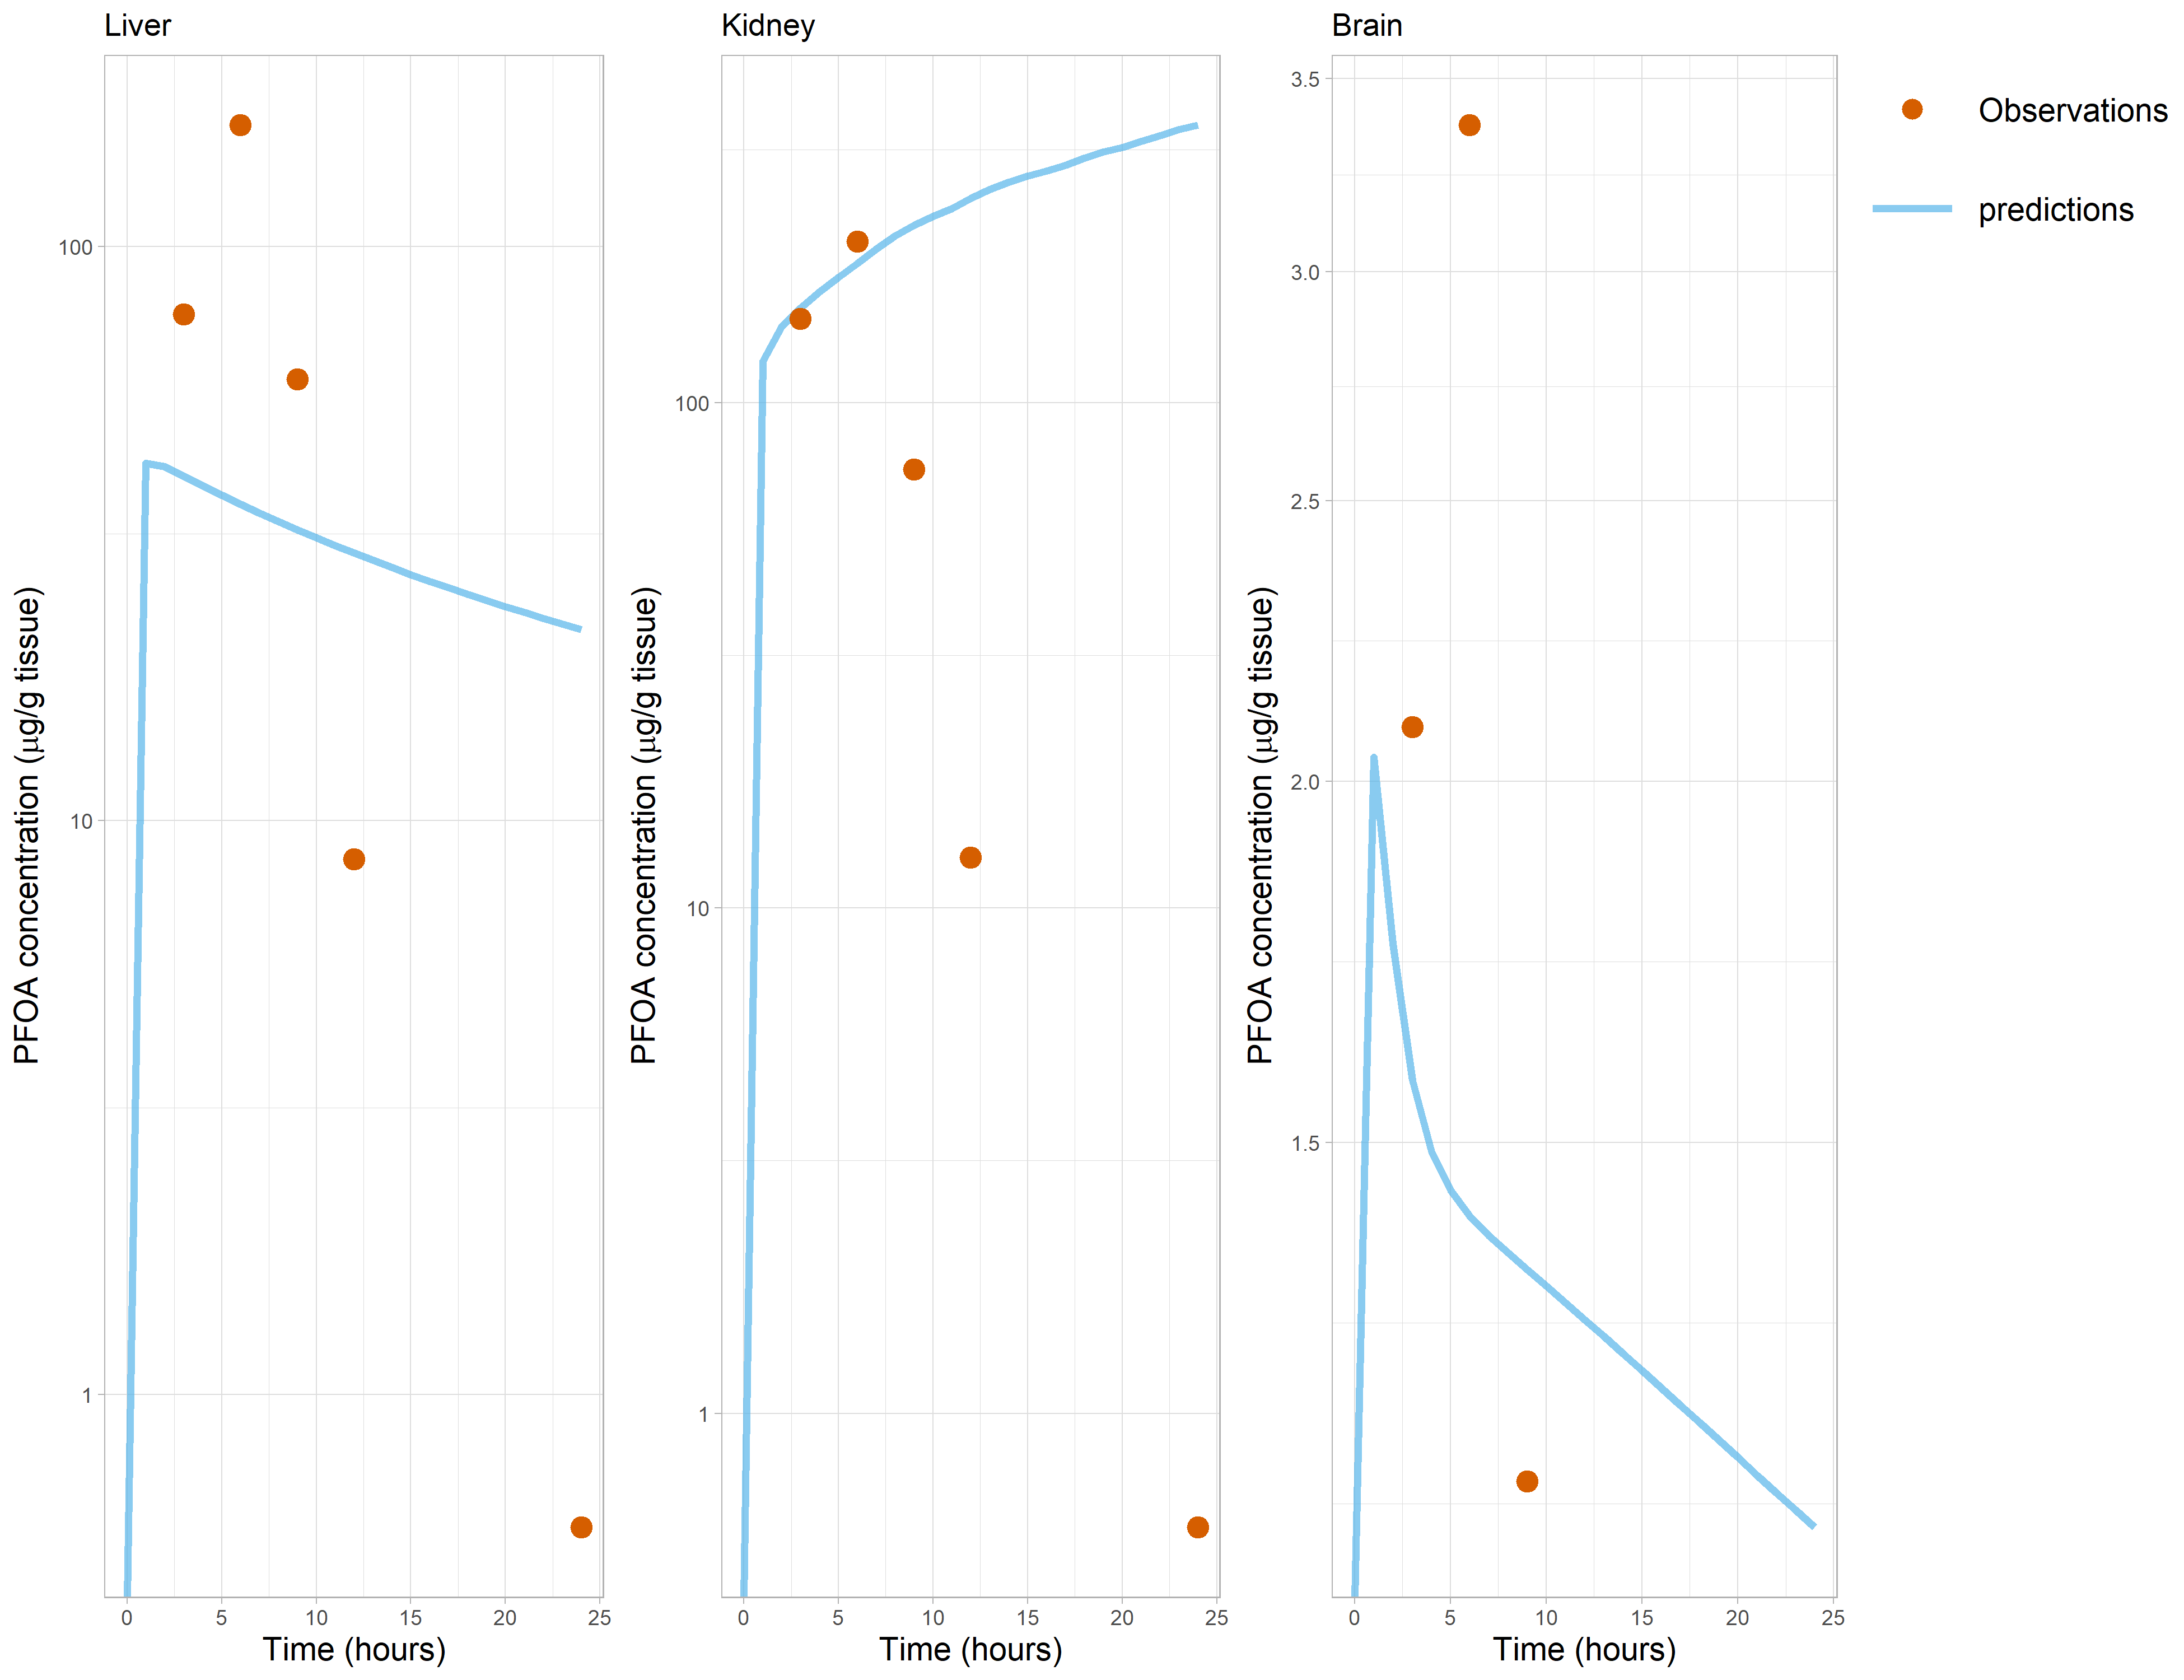 Liver
Kidney
Brain
PFOA concentration (μg/g tissue)
100
10
1
0 5 10 15 20 25
Time (hours)
PFOA concentration (μg/g tissue)
100
10
1
0 5 10 15 20 25
Time (hours)
PFOA concentration (μg/g tissue)
3.5
3.0
2.5
2.0
1.5
0 5 10 15 20 25
Time (hours)
Observations
predictions